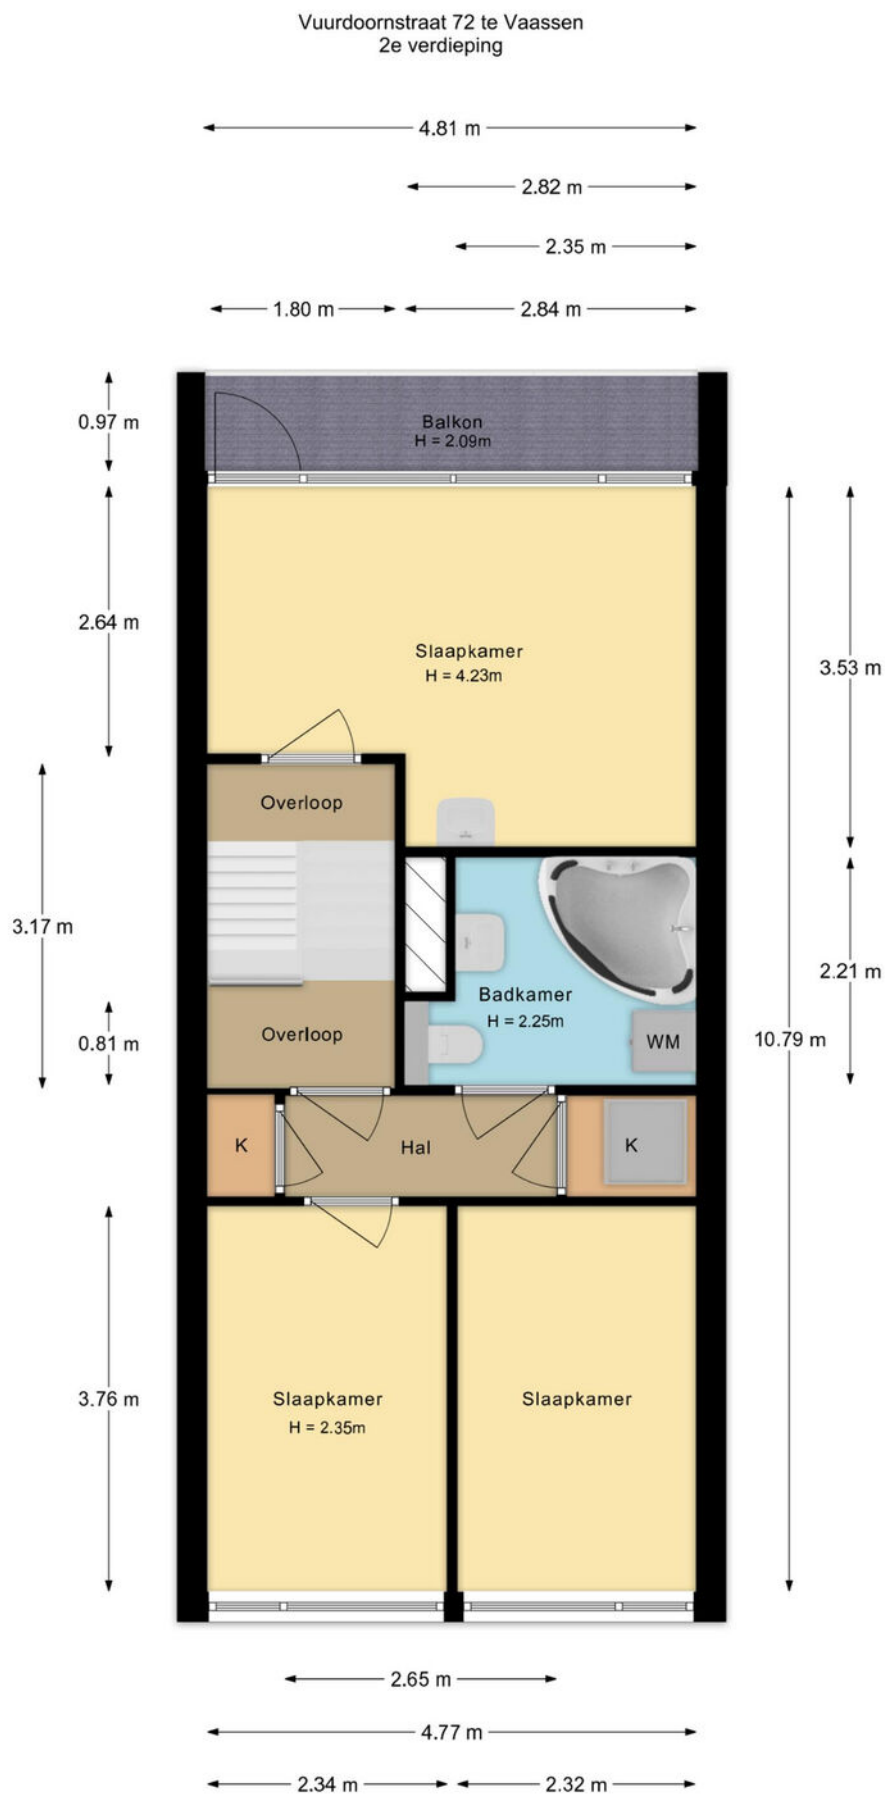 Vuurdoornstraat 72 te Vaassen
2e verdieping
4.81 m
2.82 m
2.35 m
1.80 m
2.84 m
0.97 m
Balkon
H = 2.09m
2.64 m
Slaapkamer
H = 4.23m
3.53 m
Overloop
3.17 m
2.21 m
Badkamer
H = 2.25m
Overloop
0.81 m
WM
10.79 m
K
Hal
K
3.76 m
Slaapkamer
H = 2.35m
Slaapkamer
2.65 m
4.77 m
2.34 m
2.32 m